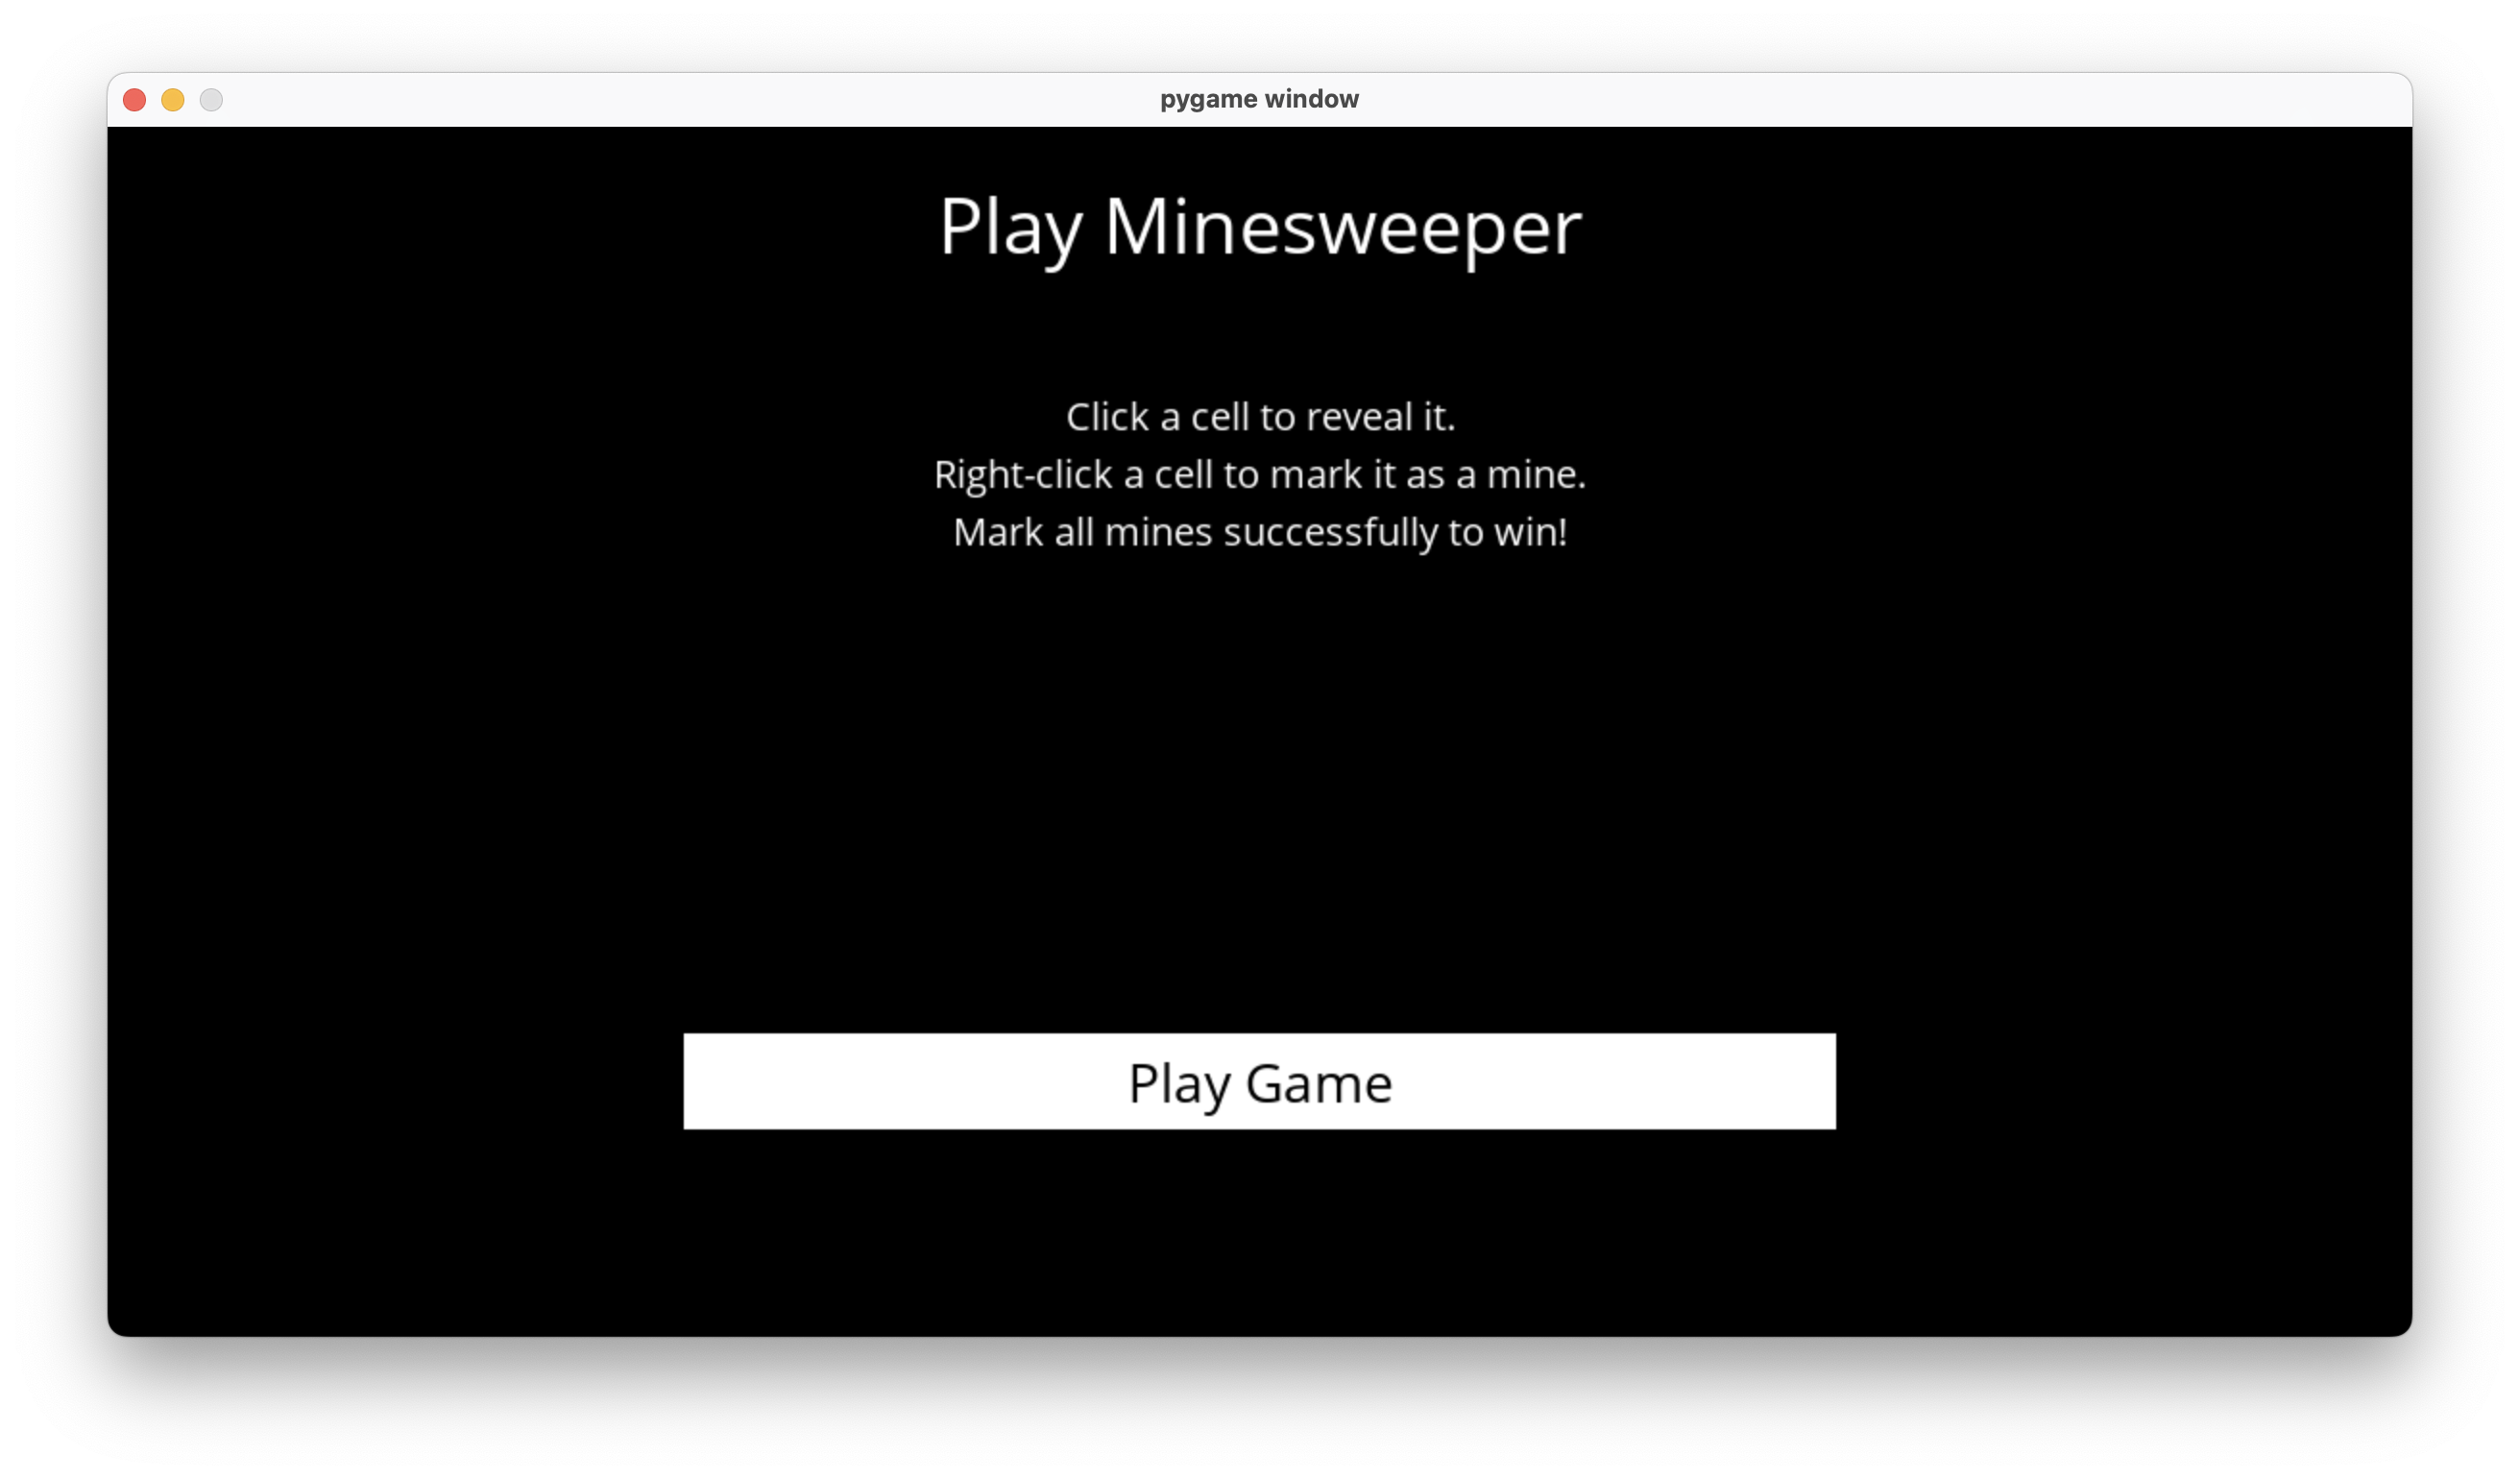 pygame window
Play Minesweeper
Click a cell to reveal it.
Right-click a cell to mark it as a mine.
Mark all mines successfully to win!
Play Game